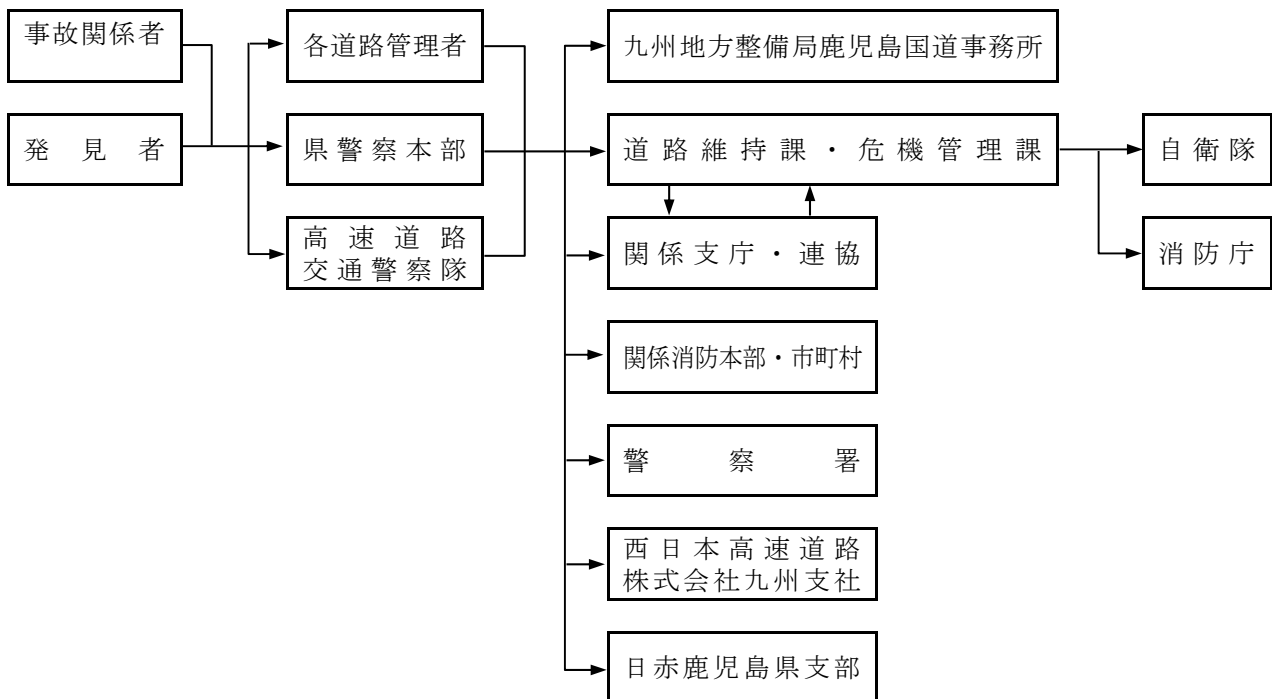 事故関係者
発見者
各道路管理者
県警察本部
高速道路
交通警察隊
九州地方整備局鹿児島国道事務所
道路維持課・危機管理課
関係支庁・連協
関係消防本部・市町村
警察署
西日本高速道路
株式会社九州支社
日赤鹿児島県支部
自衛隊
消防庁